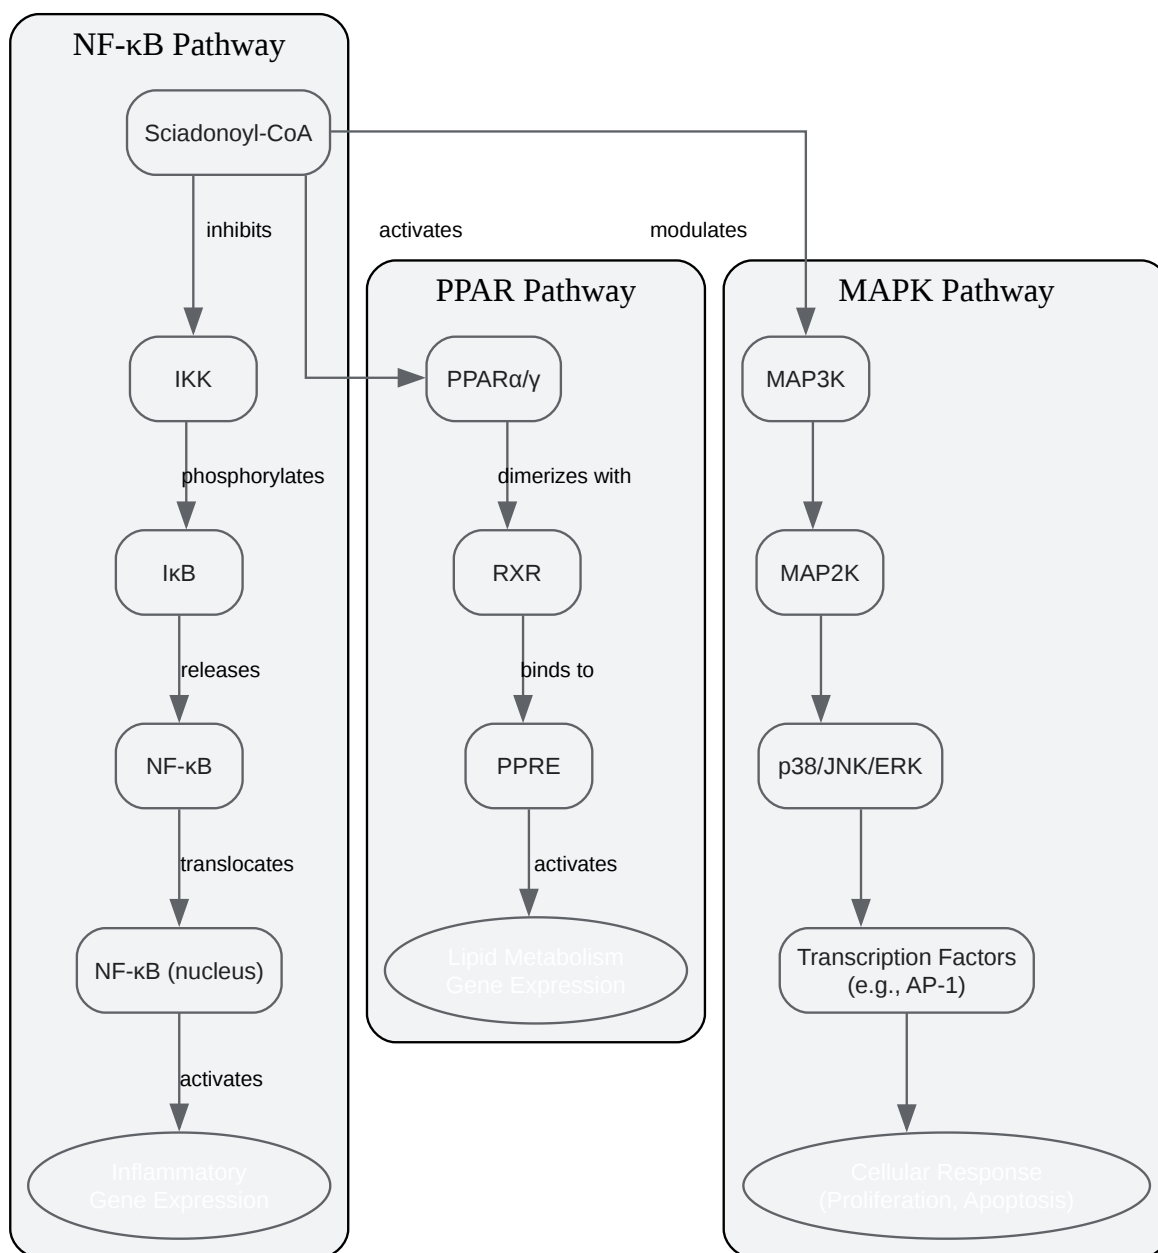 NF-κB Pathway
Sciadonoyl-CoA
inhibits
activates
modulates
PPAR Pathway
MAPK Pathway
IKK
PPARα/γ
MAP3K
phosphorylates
dimerizes with
IκB
RXR
MAP2K
releases
binds to
NF-κB
PPRE
p38/JNK/ERK
translocates
activates
NF-κB (nucleus)
Lipid Metabolism
Gene Expression
Transcription Factors
(e.g., AP-1)
activates
Inflammatory
Gene Expression
Cellular Response
(Proliferation, Apoptosis)